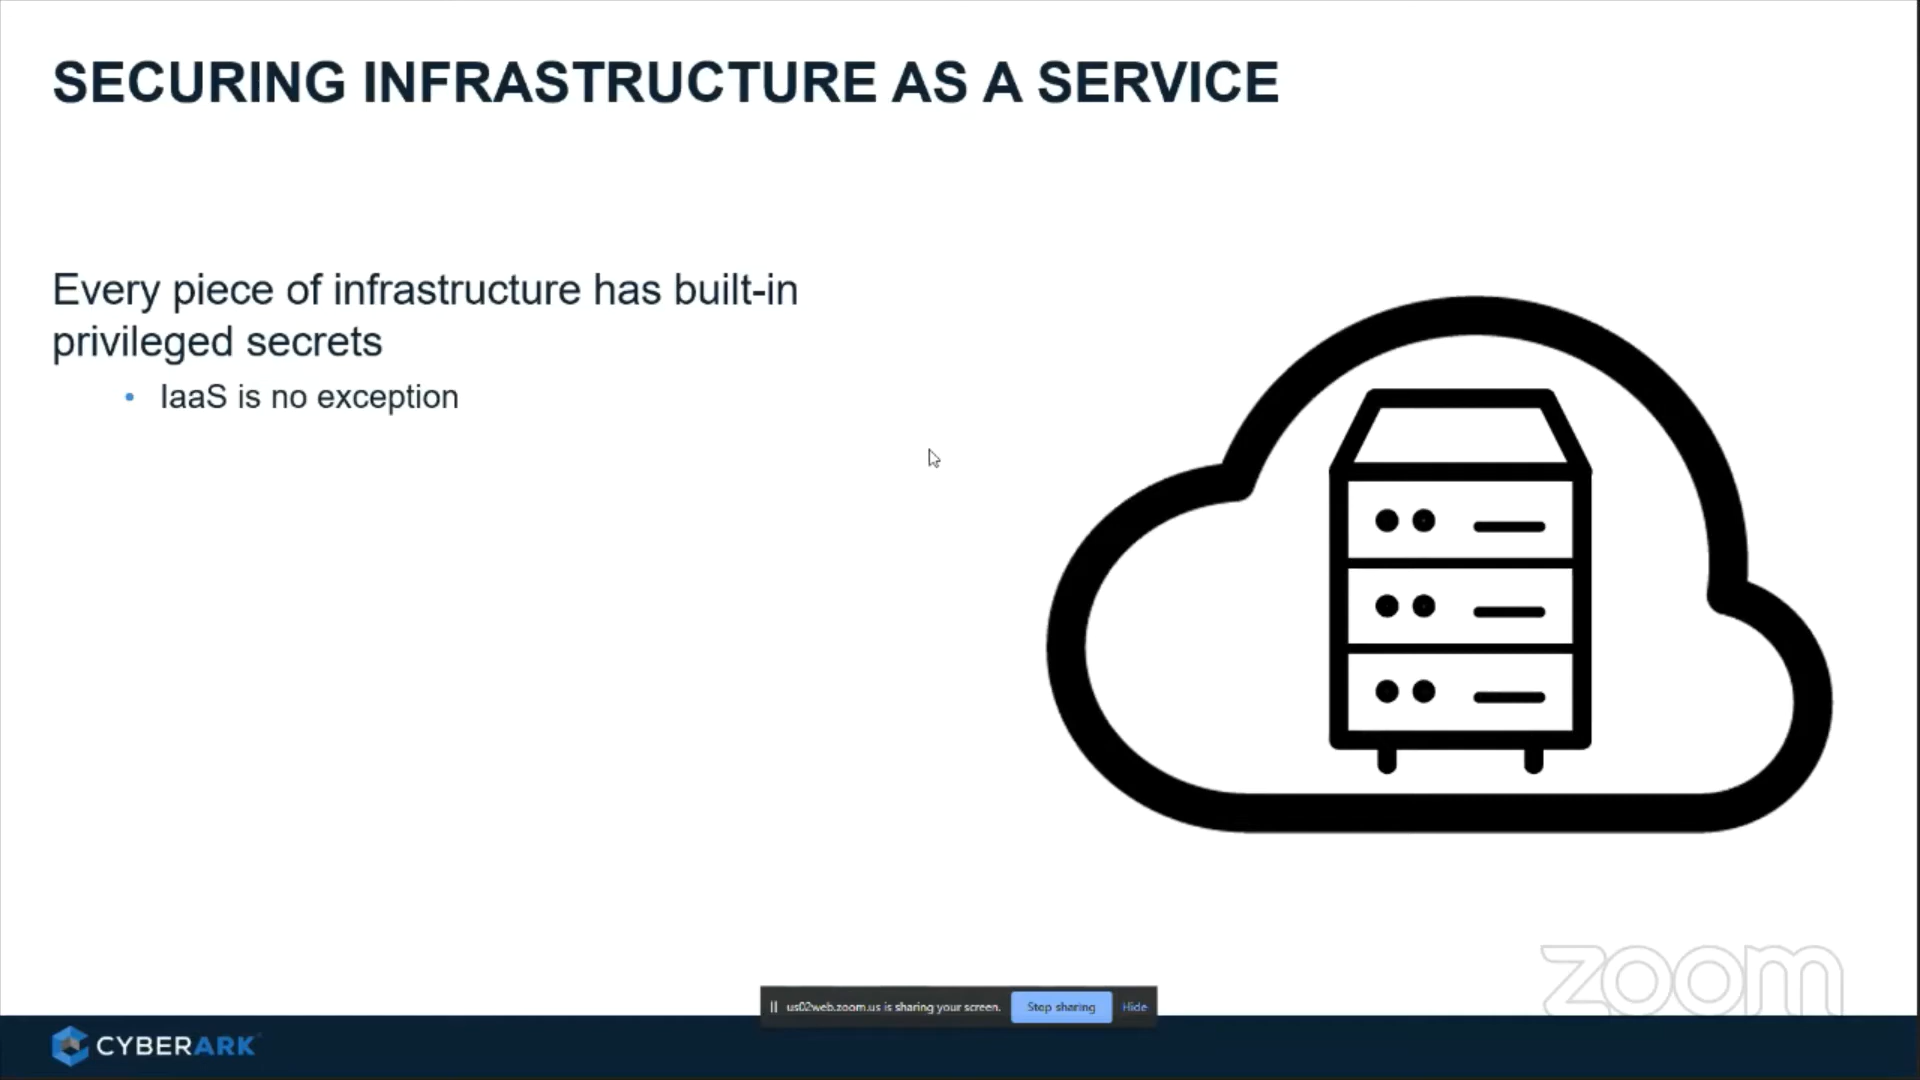 SECURING INFRASTRUCTURE AS A SERVICE
Every piece of infrastructure has built-in
privileged secrets
• IaaS is no exception
zoom
us02web.zoom.us is sharing your screen. Stop sharing Hide
CYBERARK